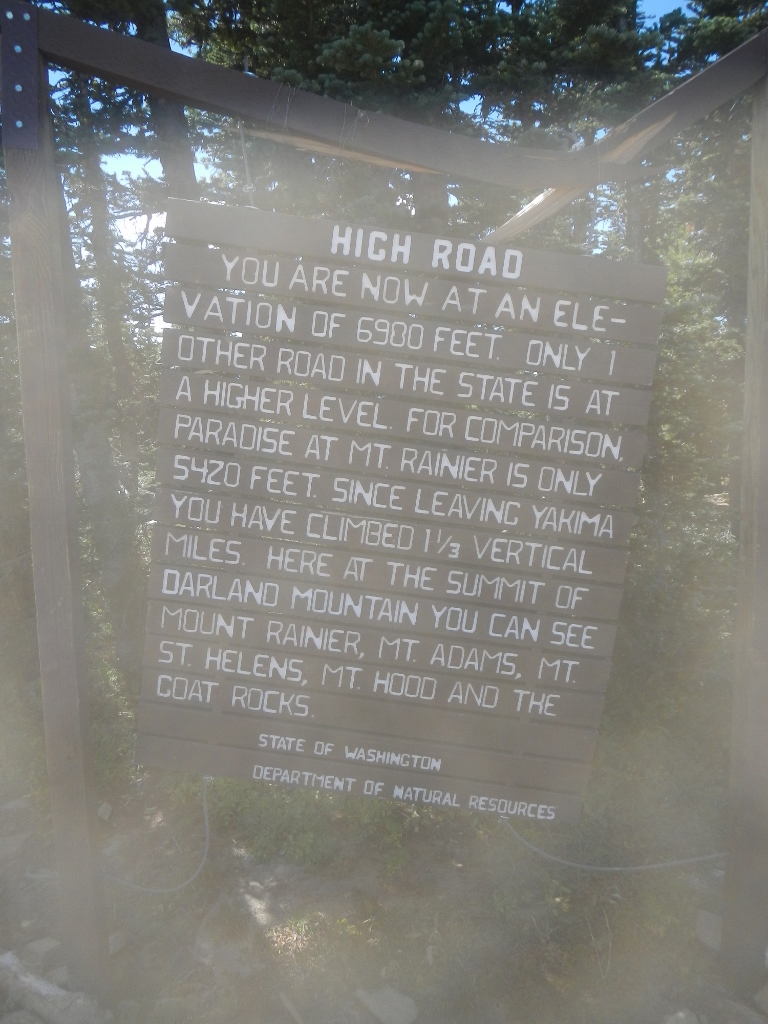 HIGH ROAD
YOU ARE NOW AT AN ELE-
VATION OF 6980 FEET. ONLY 1
OTHER ROAD IN THE STATE IS AT
A HIGHER LEVEL. FOR COMPARISON,
PARADISE AT MT. RAINIER IS ONLY
5420 FEET. SINCE LEAVING YAKIMA
YOU HAVE CLIMBED 1 1/3 VERTICAL
MILES. HERE AT THE SUMMIT OF
DARLAND MOUNTAIN YOU CAN SEE
MOUNT RAINIER, MT. ADAMS, MT.
ST. HELENS, MT. HOOD AND THE
GOAT ROCKS.
STATE OF WASHINGTON
DEPARTMENT OF NATURAL RESOURCES